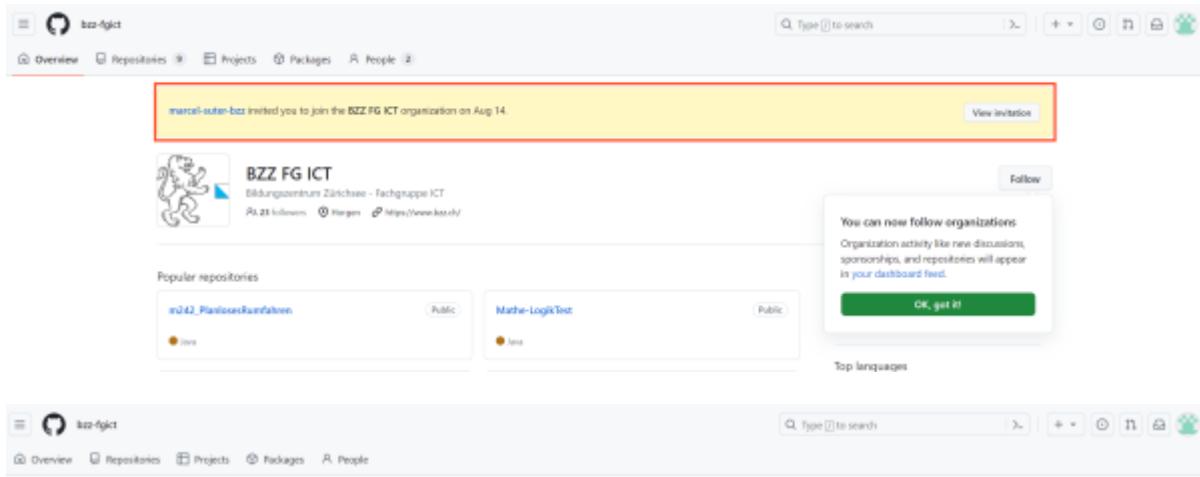 bzz-fgict
Type / to search
Overview Repositories 9 Projects Packages People 2
marcel-suter-bzz invited you to join the BZZ FG ICT organization on Aug 14.
View invitation
BZZ FG ICT
Follow
Bildungszentrum Zürichsee - Fachgruppe ICT
23 followers Horgen https://www.bzz.ch/
You can now follow organizations
Organization activity like new discussions,
sponsorships, and repositories will appear
in your dashboard feed.
OK, got it!
Popular repositories
m242_PlanlosesRumfahren Public
Java
Mathe-LogikTest Public
Java
Top languages
bzz-fgict
Type / to search
Overview Repositories Projects Packages People